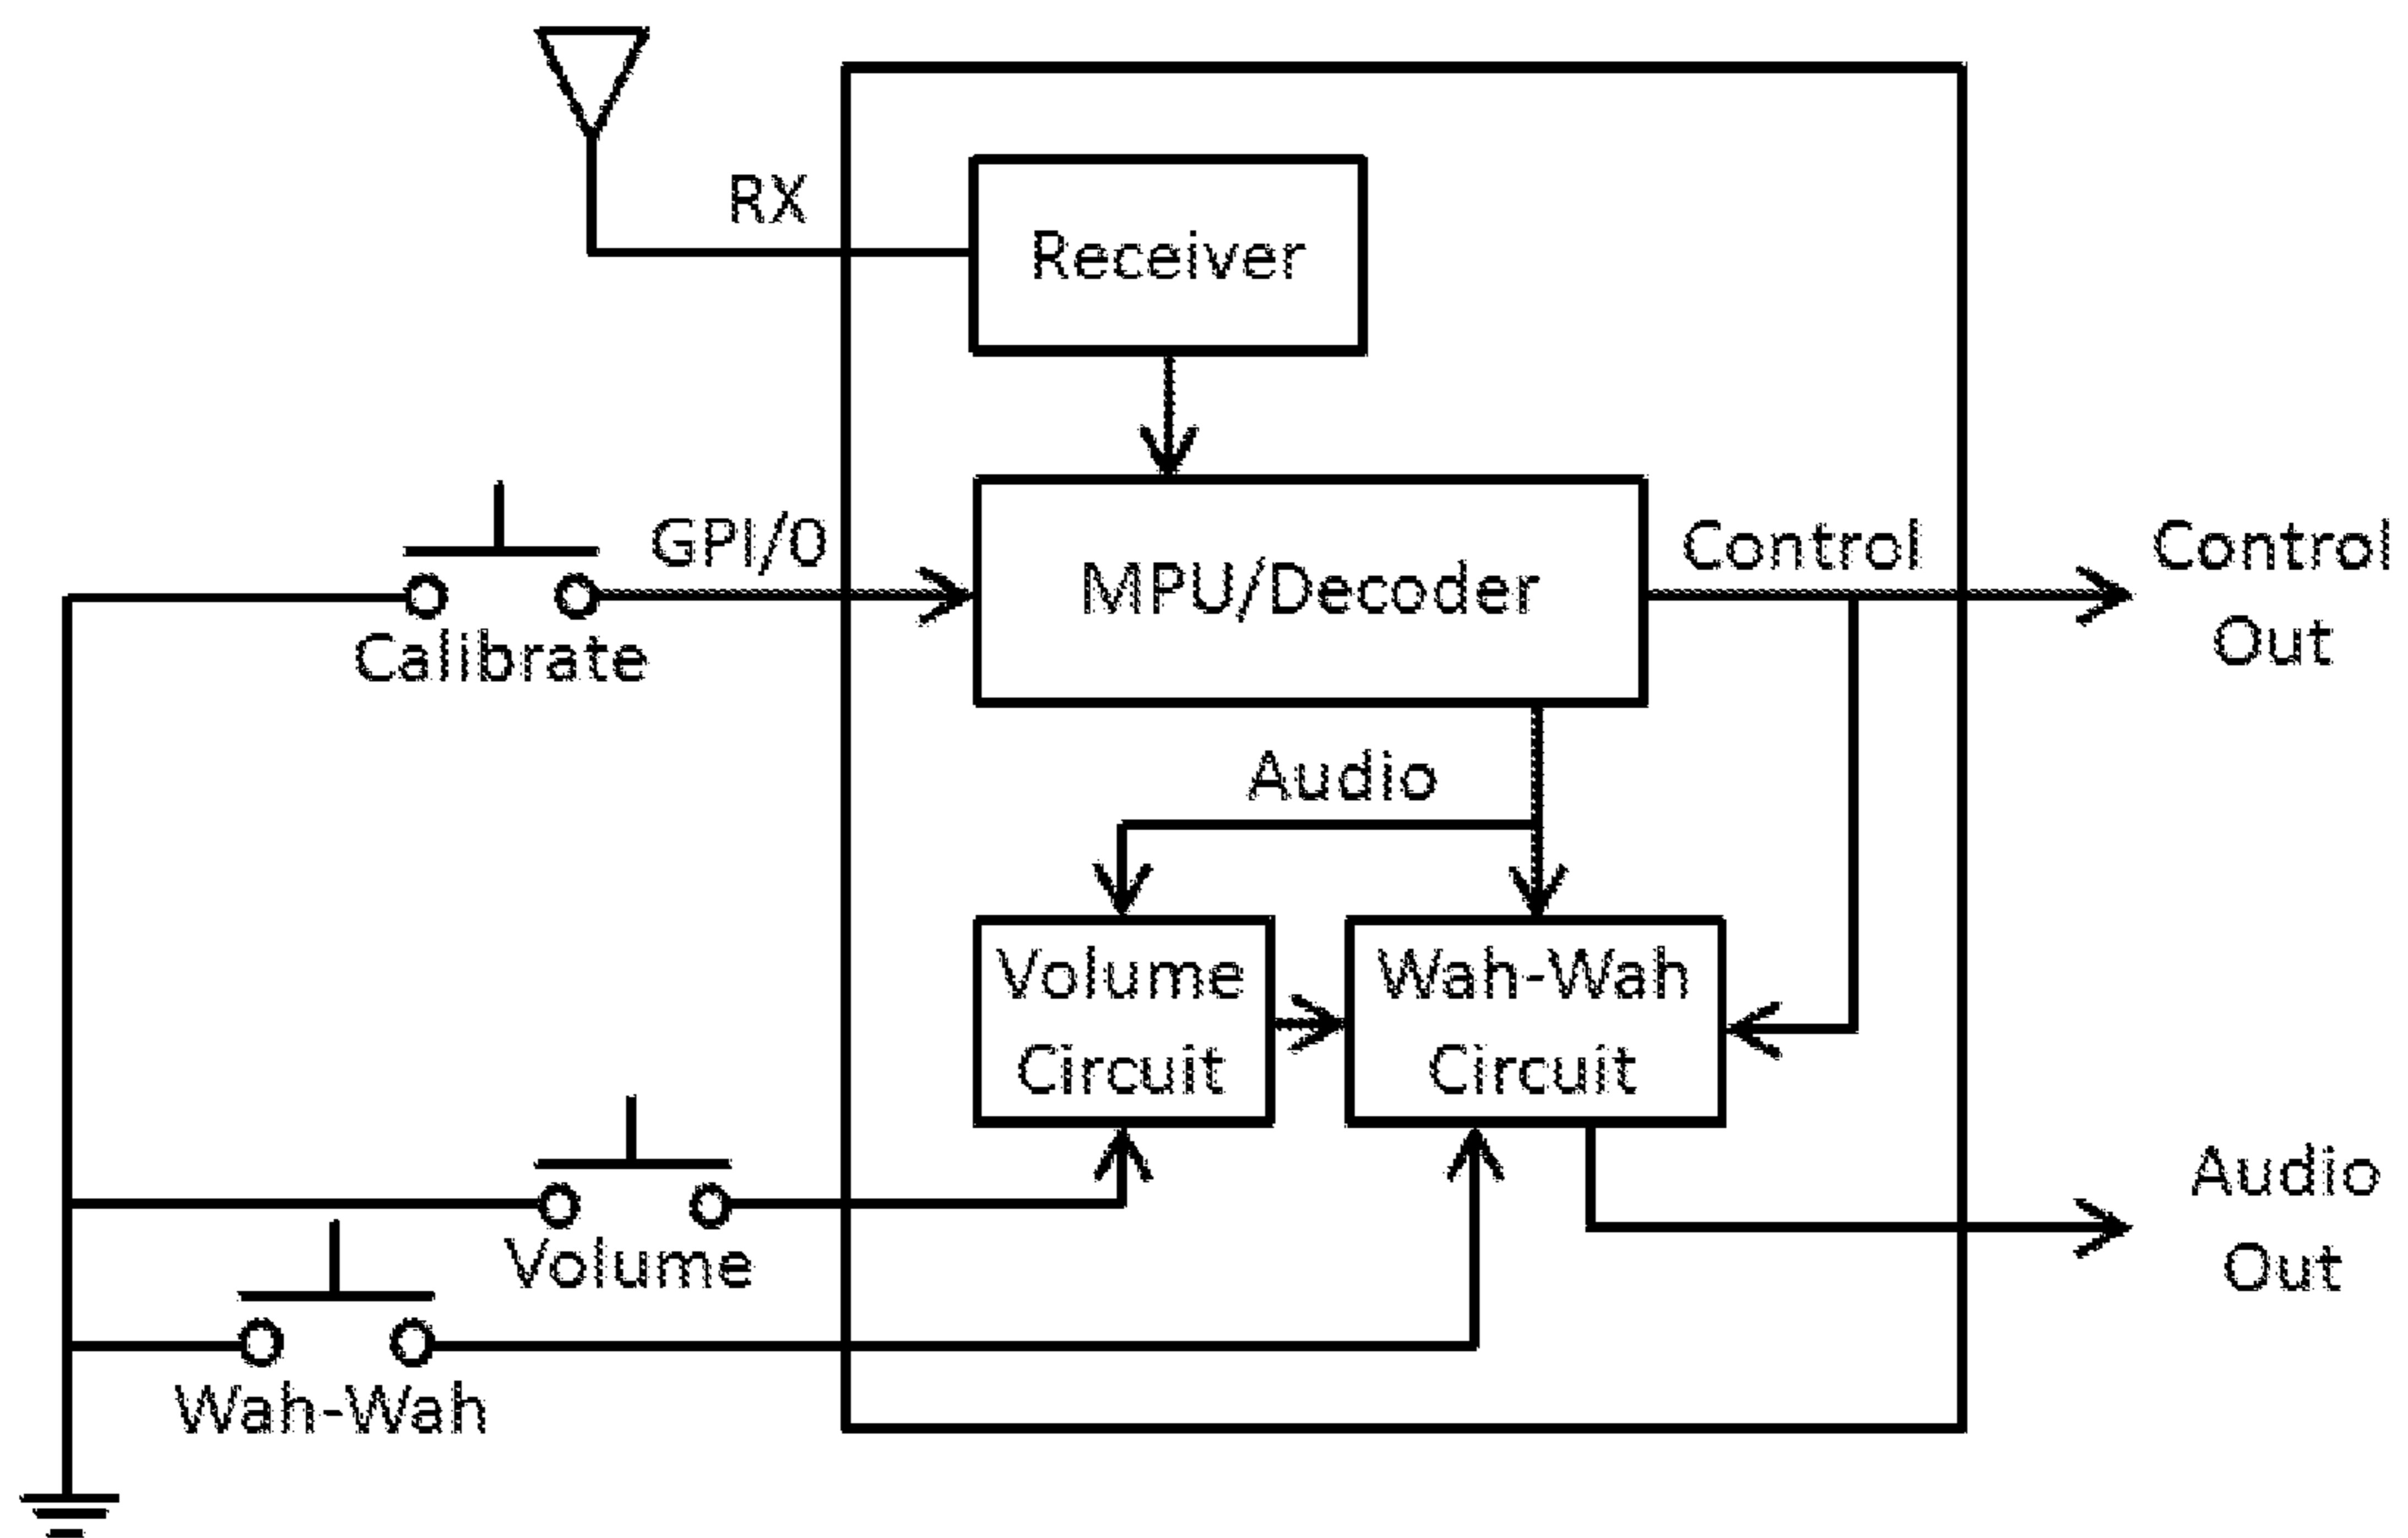 RX
Receiver
GPI/0
MPU/Decoder
Control
Control
Out
Calibrate
Audio
Volume
Circuit
Wah-Wah
Circuit
Volume
Audio
Out
Wah-Wah